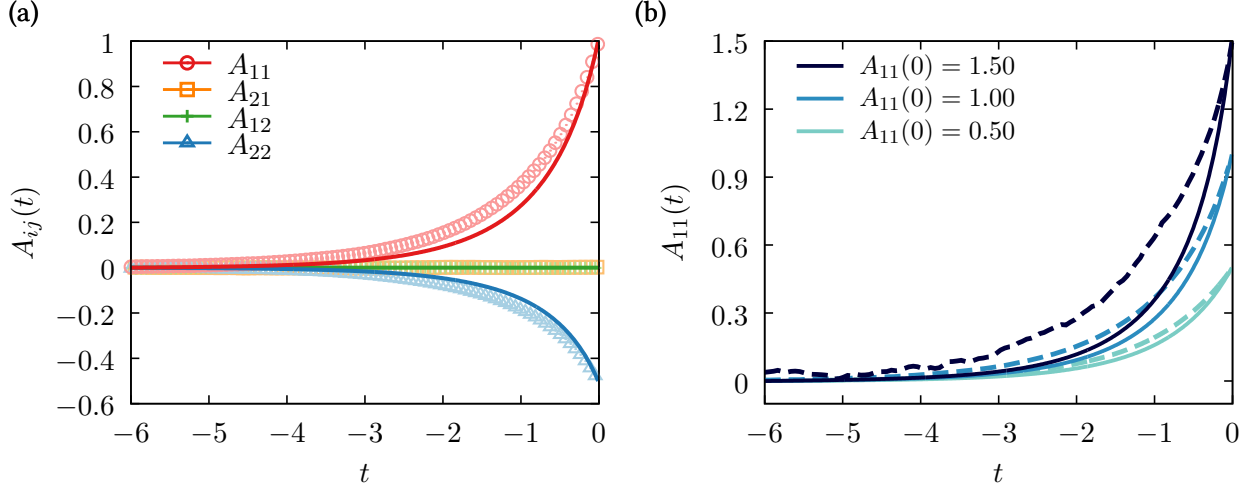 (a)
A_{ij}(t)
1
0.8
0.6
0.4
0.2
0
−0.2
−0.4
−0.6
A_{11}
A_{21}
A_{12}
A_{22}
−6 −5 −4 −3 −2 −1 0
t
(b)
A_{11}(t)
1.5
1.2
0.9
0.6
0.3
0
A_{11}(0) = 1.50
A_{11}(0) = 1.00
A_{11}(0) = 0.50
−6 −5 −4 −3 −2 −1 0
t